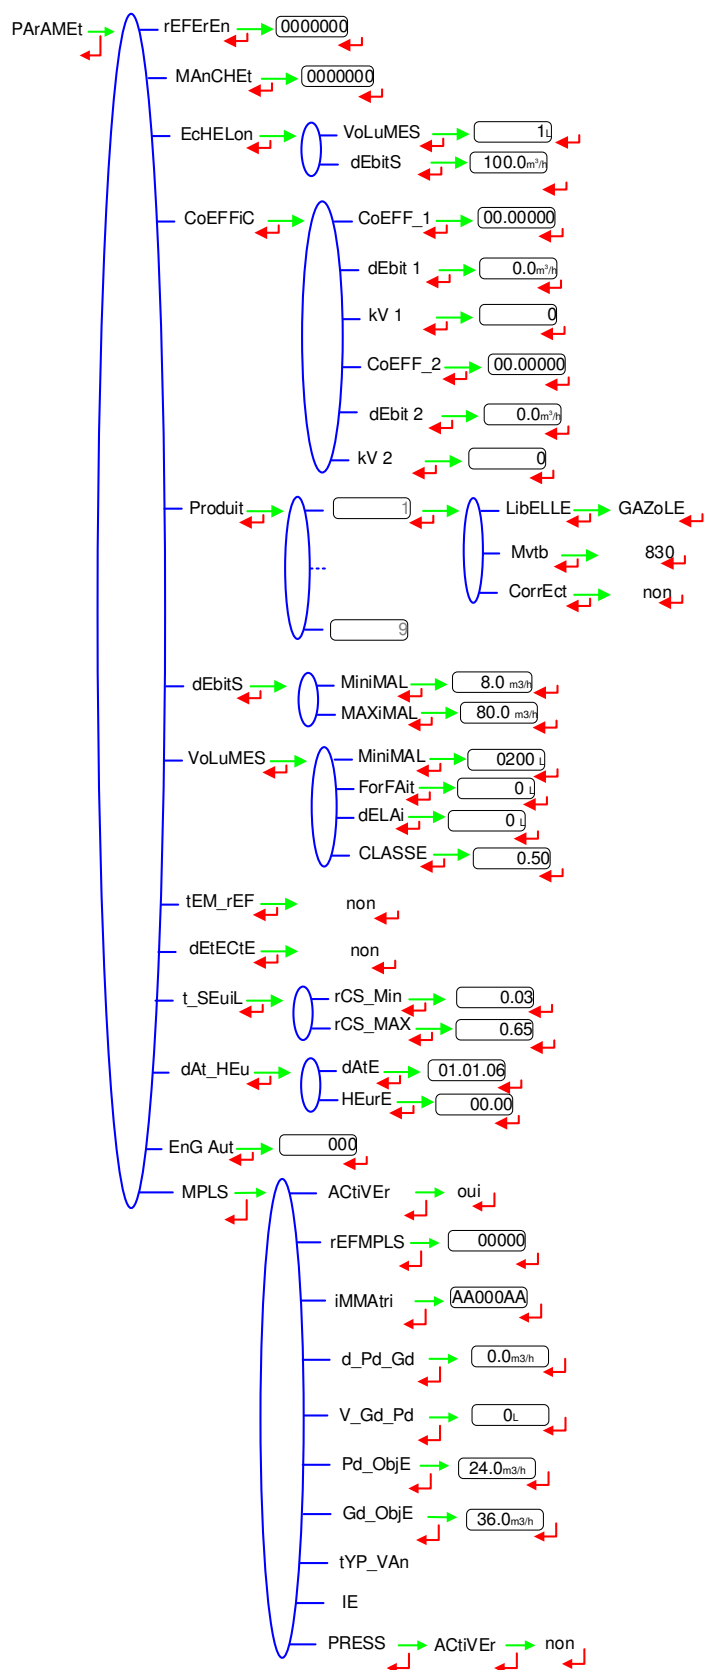 PArAMEt rEFErEn 0000000
MAnCHEt 0000000
EcHELon VoLuMES 1L
dEbitS 100.0m³/h
CoEFFiC CoEFF_1 00.00000
dEbit 1 0.0m³/h
kV 1 0
CoEFF_2 00.00000
dEbit 2 0.0m³/h
kV 2 0
Produit 1 LibELLE GAZoLE
Mvtb 830
....
CorrEct non
9
dEbitS MiniMAL 8.0 m3/h
MAXiMAL 80.0 m3/h
VoLuMES MiniMAL 0200 L
ForFAit 0 L
dELAi 0 L
CLASSE 0.50
tEM_rEF non
dEtECtE non
t_SEuiL rCS_Min 0.03
rCS_MAX 0.65
dAt_HEu dAtE 01.01.06
HEurE 00.00
EnG Aut 000
MPLS ACtiVEr oui
rEFMPLS 00000
iMMAtri AA000AA
d_Pd_Gd 0.0m3/h
V_Gd_Pd 0L
Pd_ObjE 24.0m3/h
Gd_ObjE 36.0m3/h
tYP_VAn
IE
PRESS ACtiVEr non